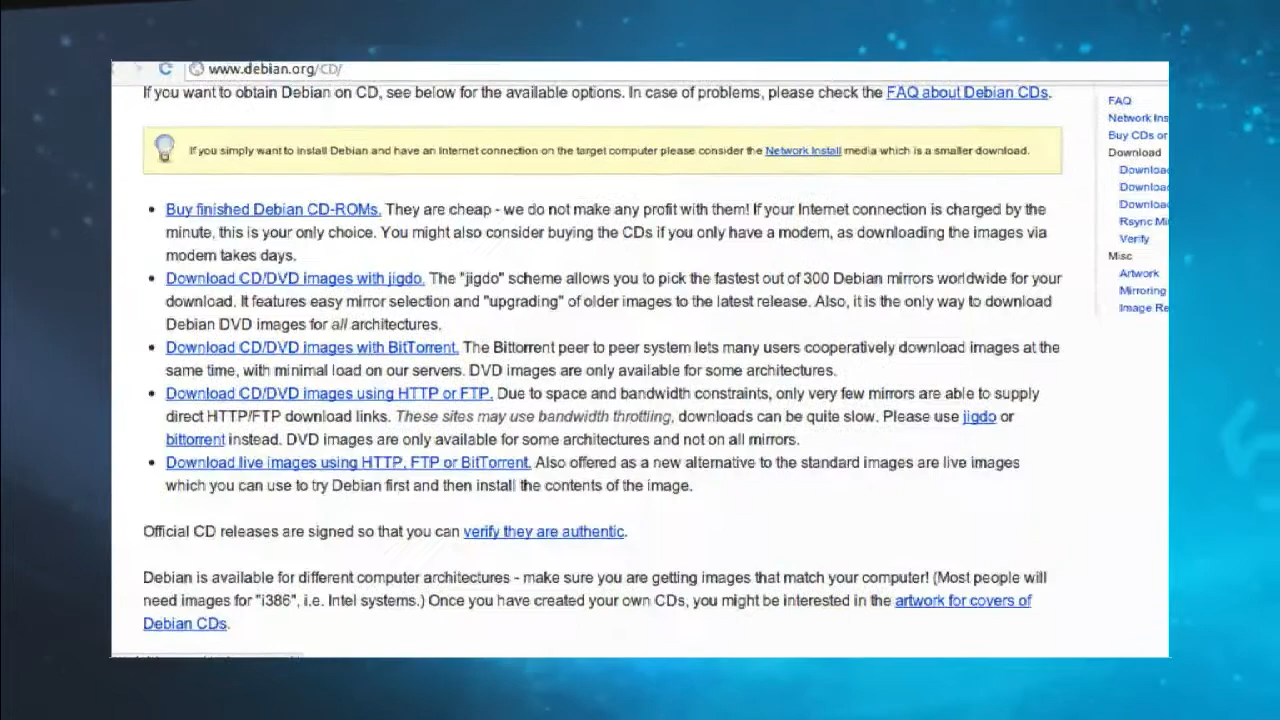 www.debian.org/CD/
If you want to obtain Debian on CD, see below for the available options. In case of problems, please check the FAQ about Debian CDs.
If you simply want to install Debian and have an Internet connection on the target computer please consider the Network Install media which is a smaller download.
• Buy finished Debian CD-ROMs. They are cheap - we do not make any profit with them! If your Internet connection is charged by the
minute, this is your only choice. You might also consider buying the CDs if you only have a modem, as downloading the images via
modem takes days.
• Download CD/DVD images with jigdo. The "jigdo" scheme allows you to pick the fastest out of 300 Debian mirrors worldwide for your
download. It features easy mirror selection and "upgrading" of older images to the latest release. Also, it is the only way to download
Debian DVD images for all architectures.
• Download CD/DVD images with BitTorrent. The Bittorrent peer to peer system lets many users cooperatively download images at the
same time, with minimal load on our servers. DVD images are only available for some architectures.
• Download CD/DVD images using HTTP or FTP. Due to space and bandwidth constraints, only very few mirrors are able to supply
direct HTTP/FTP download links. These sites may use bandwidth throttling, downloads can be quite slow. Please use jigdo or
bittorrent instead. DVD images are only available for some architectures and not on all mirrors.
• Download live images using HTTP, FTP or BitTorrent. Also offered as a new alternative to the standard images are live images
which you can use to try Debian first and then install the contents of the image.
Official CD releases are signed so that you can verify they are authentic.
Debian is available for different computer architectures - make sure you are getting images that match your computer! (Most people will
need images for "i386", i.e. Intel systems.) Once you have created your own CDs, you might be interested in the artwork for covers of
Debian CDs.
FAQ
Network Ins
Buy CDs or
Download
Downloa
Downloa
Downloa
Rsync Mi
Verify
Misc
Artwork
Mirroring
Image Re